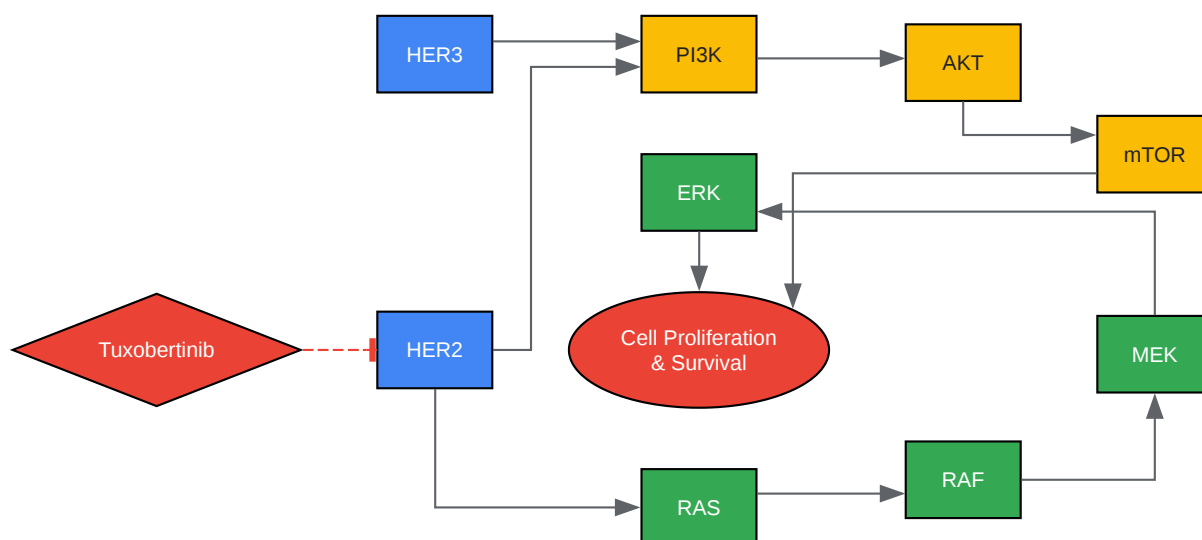 HER3
PI3K
AKT
mTOR
ERK
Tuxobertinib
HER2
Cell Proliferation
& Survival
MEK
RAF
RAS